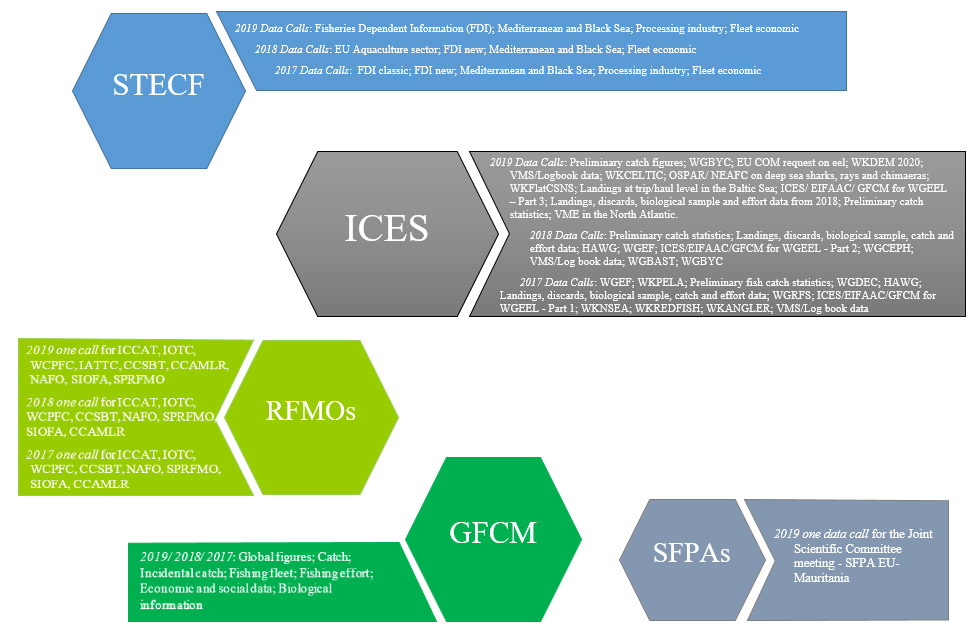 STECF
2019 Data Calls: Fisheries Dependent Information (FDI); Mediterranean and Black Sea; Processing industry; Fleet economic
2018 Data Calls: EU Aquaculture sector; FDI new; Mediterranean and Black Sea; Fleet economic
2017 Data Calls: FDI classic; FDI new; Mediterranean and Black Sea; Processing industry; Fleet economic
ICES
2019 Data Calls: Preliminary catch figures; WGBYC; EU COM request on eel; WKDEM 2020;
VMS/Logbook data; WKCELTIC; OSPAR/ NEAFC on deep sea sharks, rays and chimaeras;
WKFlatCSNS; Landings at trip/haul level in the Baltic Sea; ICES/ EIFAAC/ GFCM for WGEEL
– Part 3; Landings, discards, biological sample and effort data from 2018; Preliminary catch
statistics; VME in the North Atlantic.
2018 Data Calls: Preliminary catch statistics; Landings, discards, biological sample, catch and
effort data; HAWG; WGEF; ICES/EIFAAC/GFCM for WGEEL - Part 2; WGCEPH;
VMS/Log book data; WGBAST; WGBYC
2017 Data Calls: WGEF; WKPELA; Preliminary fish catch statistics; WGDEC; HAWG;
Landings, discards, biological sample, catch and effort data; WGRFS; ICES/EIFAAC/GFCM for
WGEEL - Part 1; WKNSEA; WKREDFISH; WKANGLER; VMS/Log book data
2019 one call for ICCAT, IOTC,
WCPFC, IATTC, CCSBT, CCAMLR,
NAFO, SIOFA, SPRFMO
2018 one call for ICCAT, IOTC,
WCPFC, CCSBT, NAFO, SPRFMO,
SIOFA, CCAMLR
2017 one call for ICCAT, IOTC,
WCPFC, CCSBT, NAFO, SPRFMO,
SIOFA, CCAMLR
RFMOs
GFCM
2019/ 2018/ 2017: Global figures; Catch;
Incidental catch; Fishing fleet; Fishing effort;
Economic and social data; Biological
information
SFPAs
2019 one data call for the Joint
Scientific Committee
meeting - SFPA EU-
Mauritania